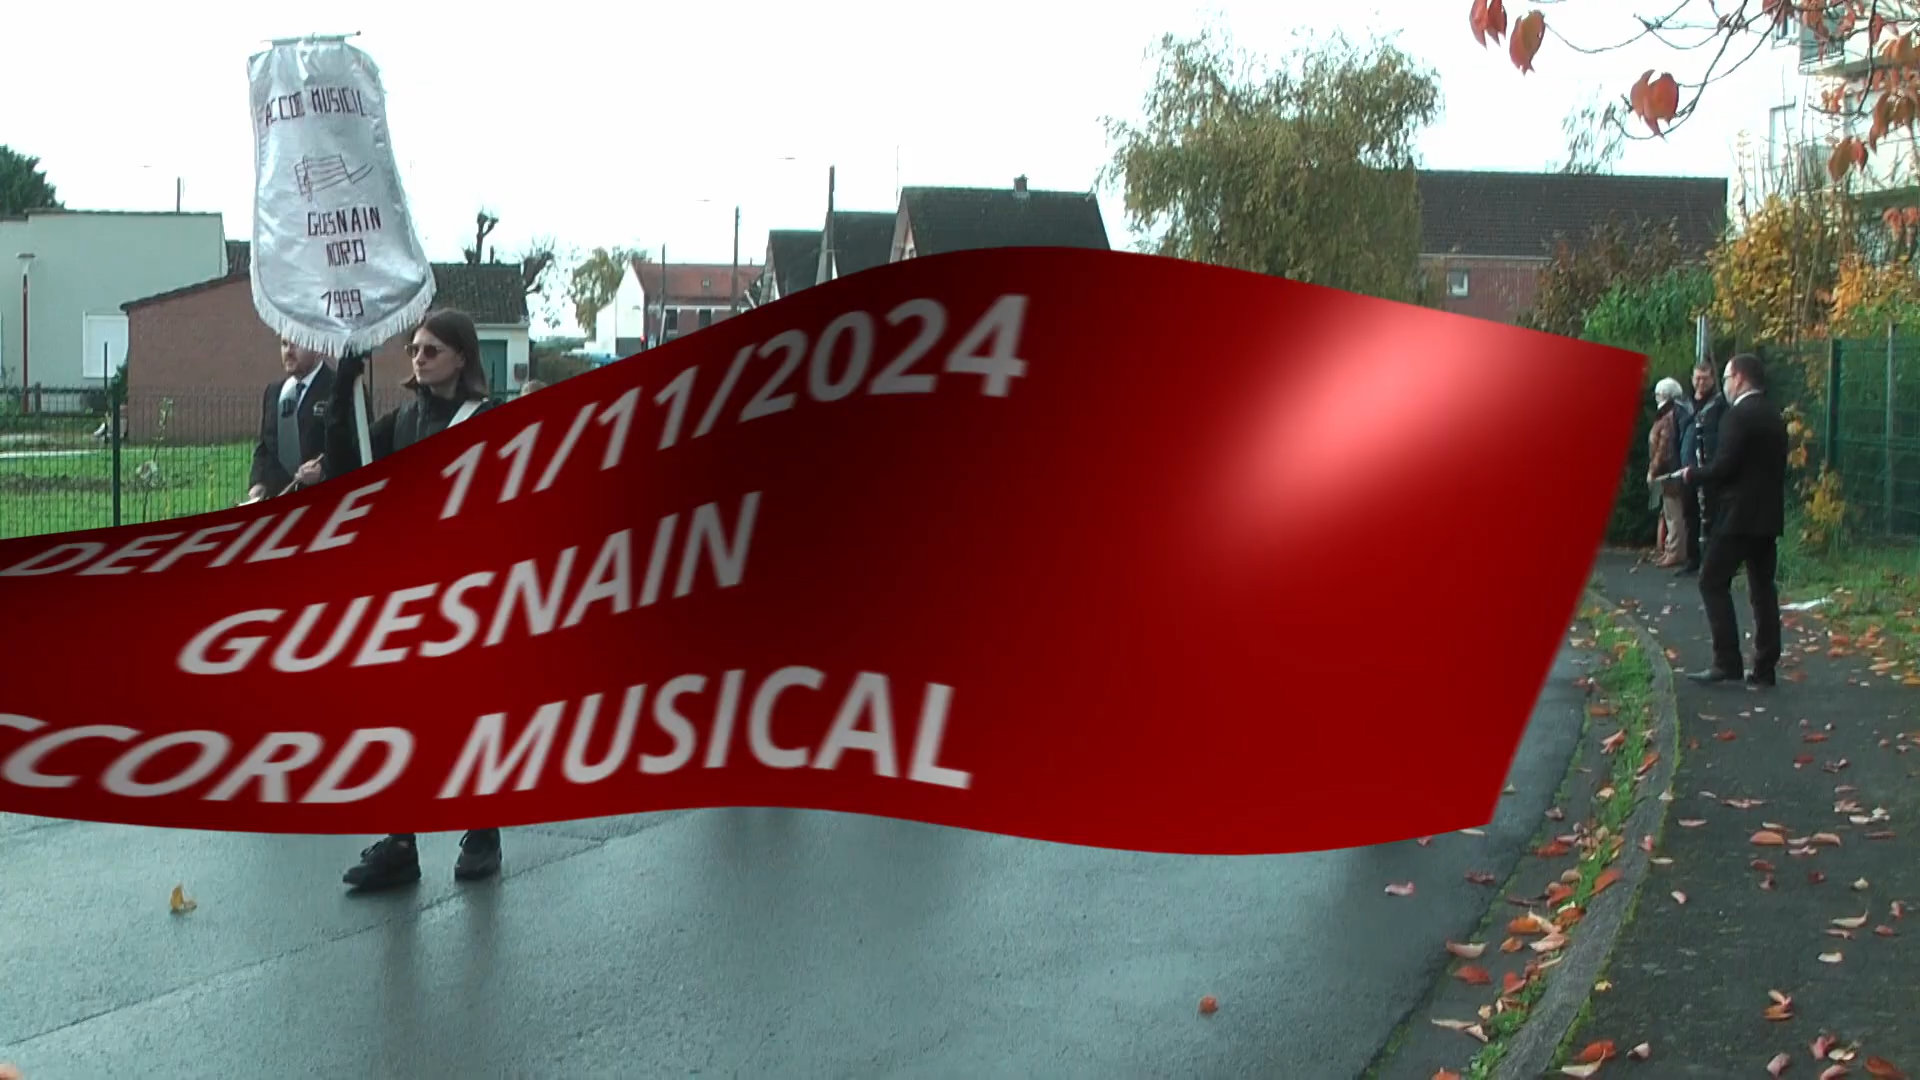 ACCORD MUSICAL
GUESNAIN
NORD
1999
DEFILE 11/11/2024
GUESNAIN
CCORD MUSICAL